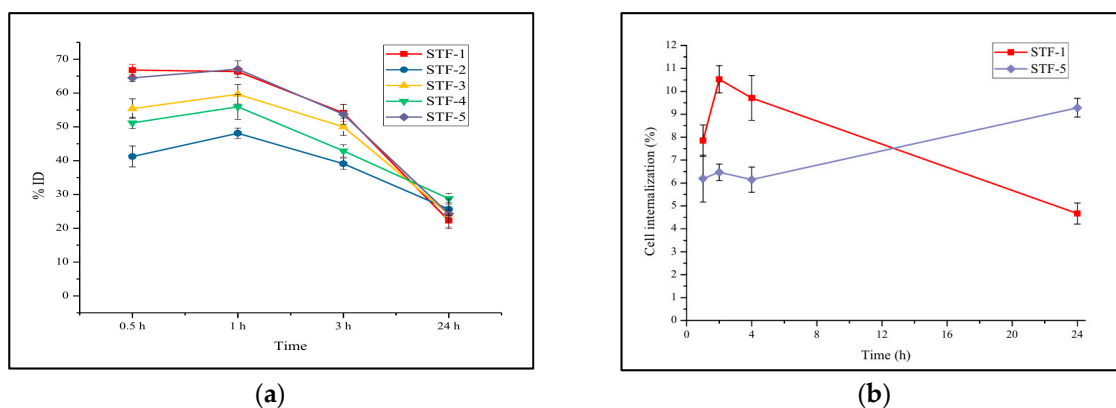 STF-1
STF-2
STF-3
STF-4
STF-5
70
60
50
40
30
20
10
0
% ID
0.5 h 1 h 3 h 24 h
Time
(a)
STF-1
STF-5
12
11
10
9
8
7
6
5
4
3
2
1
0
Cell internalization (%)
0 4 8 12 16 20 24
Time (h)
(b)